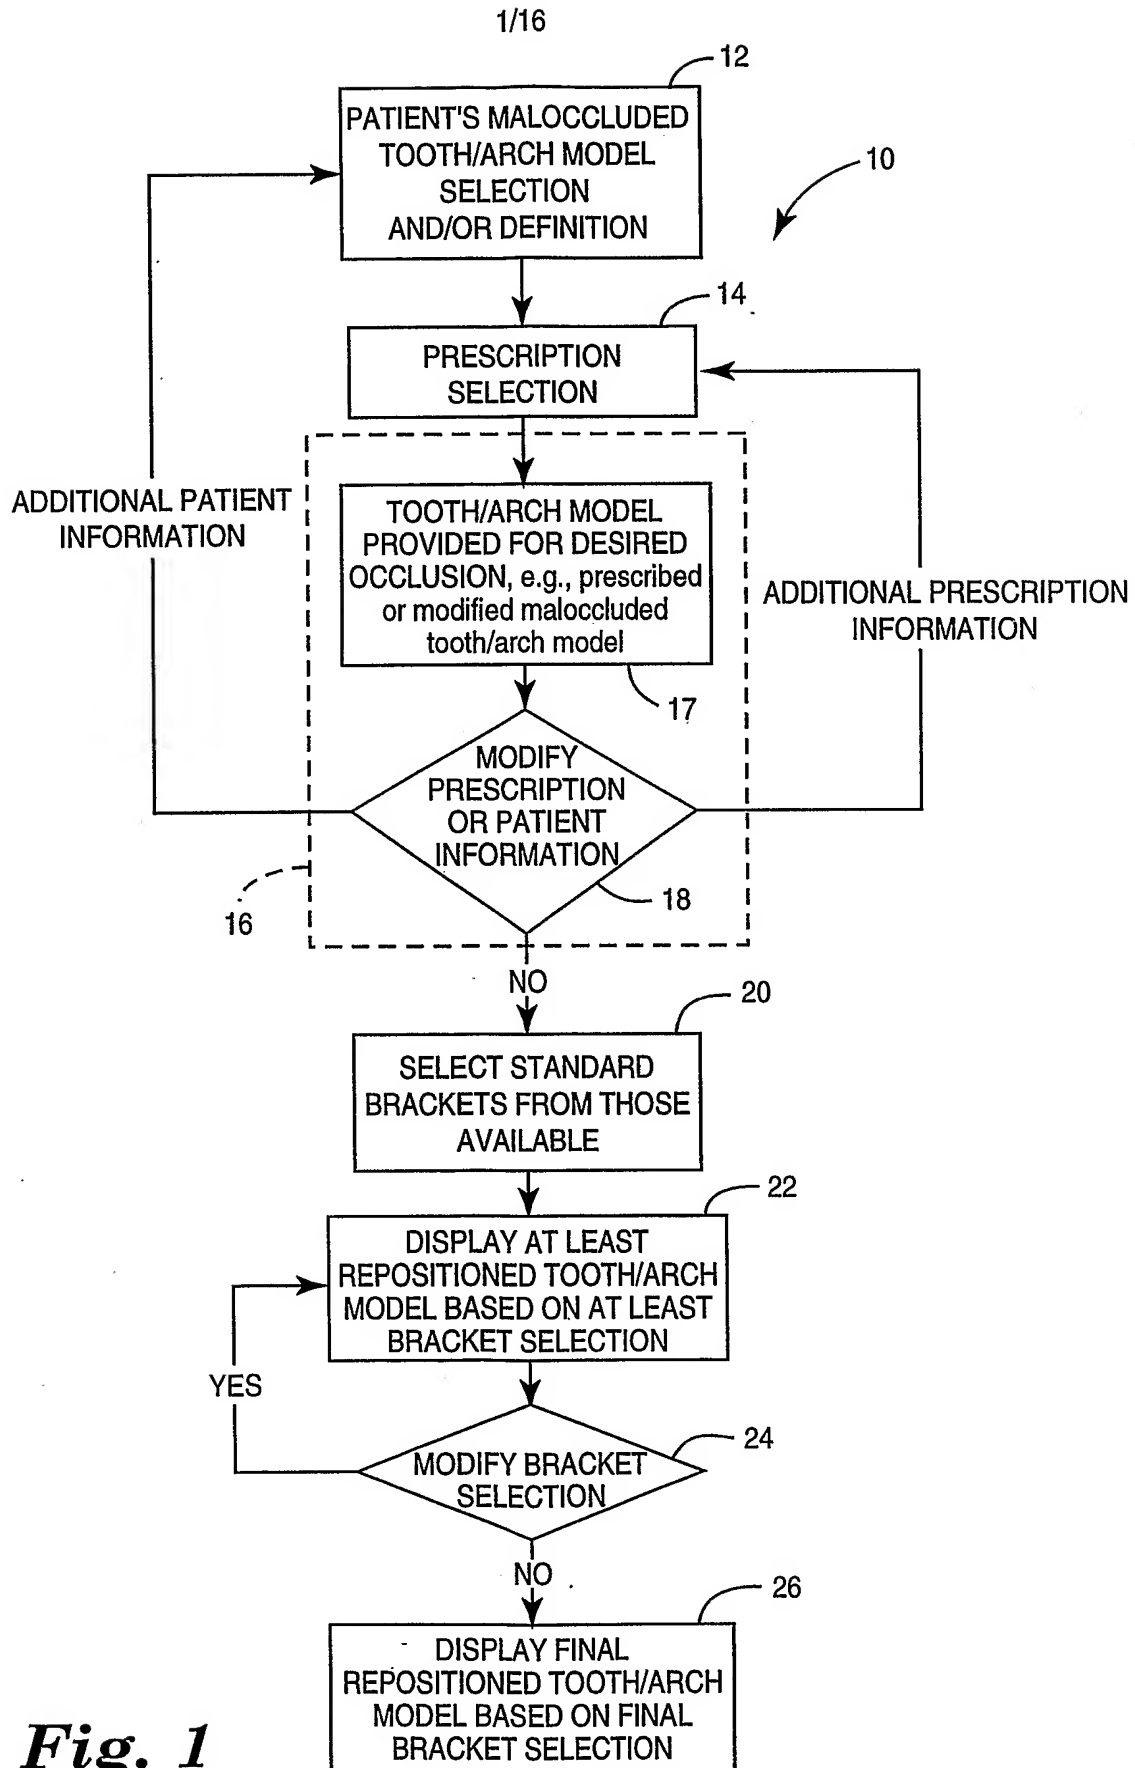 1/16
12
PATIENT'S MALOCCLUDED
TOOTH/ARCH MODEL
SELECTION
AND/OR DEFINITION
10
14
PRESCRIPTION
SELECTION
ADDITIONAL PATIENT
INFORMATION
TOOTH/ARCH MODEL
PROVIDED FOR DESIRED
OCCLUSION, e.g., prescribed
or modified maloccluded
tooth/arch model
ADDITIONAL PRESCRIPTION
INFORMATION
17
MODIFY
PRESCRIPTION
OR PATIENT
INFORMATION
18
16
NO
20
SELECT STANDARD
BRACKETS FROM THOSE
AVAILABLE
22
DISPLAY AT LEAST
REPOSITIONED TOOTH/ARCH
MODEL BASED ON AT LEAST
BRACKET SELECTION
YES
24
MODIFY BRACKET
SELECTION
NO
26
DISPLAY FINAL
REPOSITIONED TOOTH/ARCH
MODEL BASED ON FINAL
BRACKET SELECTION
Fig. 1